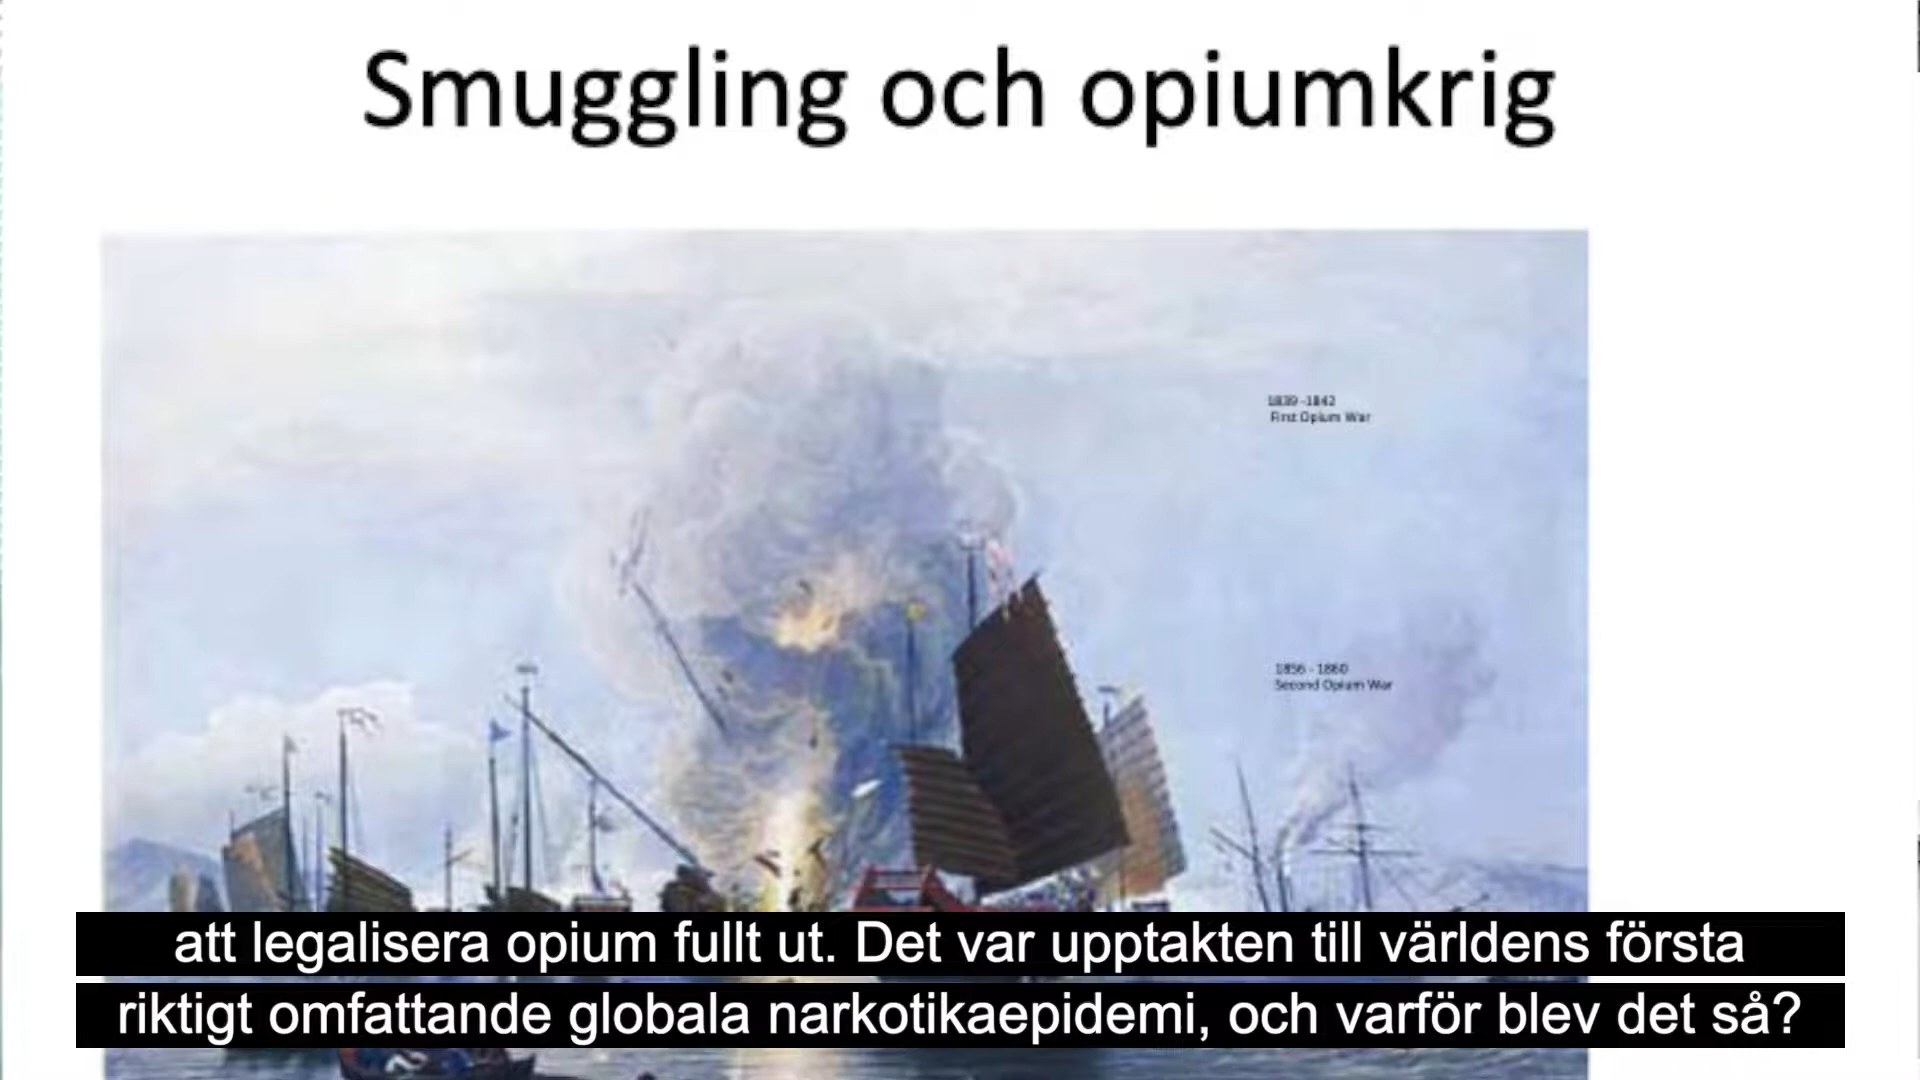 Smuggling och opiumkrig
1839 -1842
First Opium War
1856 - 1860
Second Opium War
att legalisera opium fullt ut. Det var upptakten till världens första
riktigt omfattande globala narkotikaepidemi, och varför blev det så?